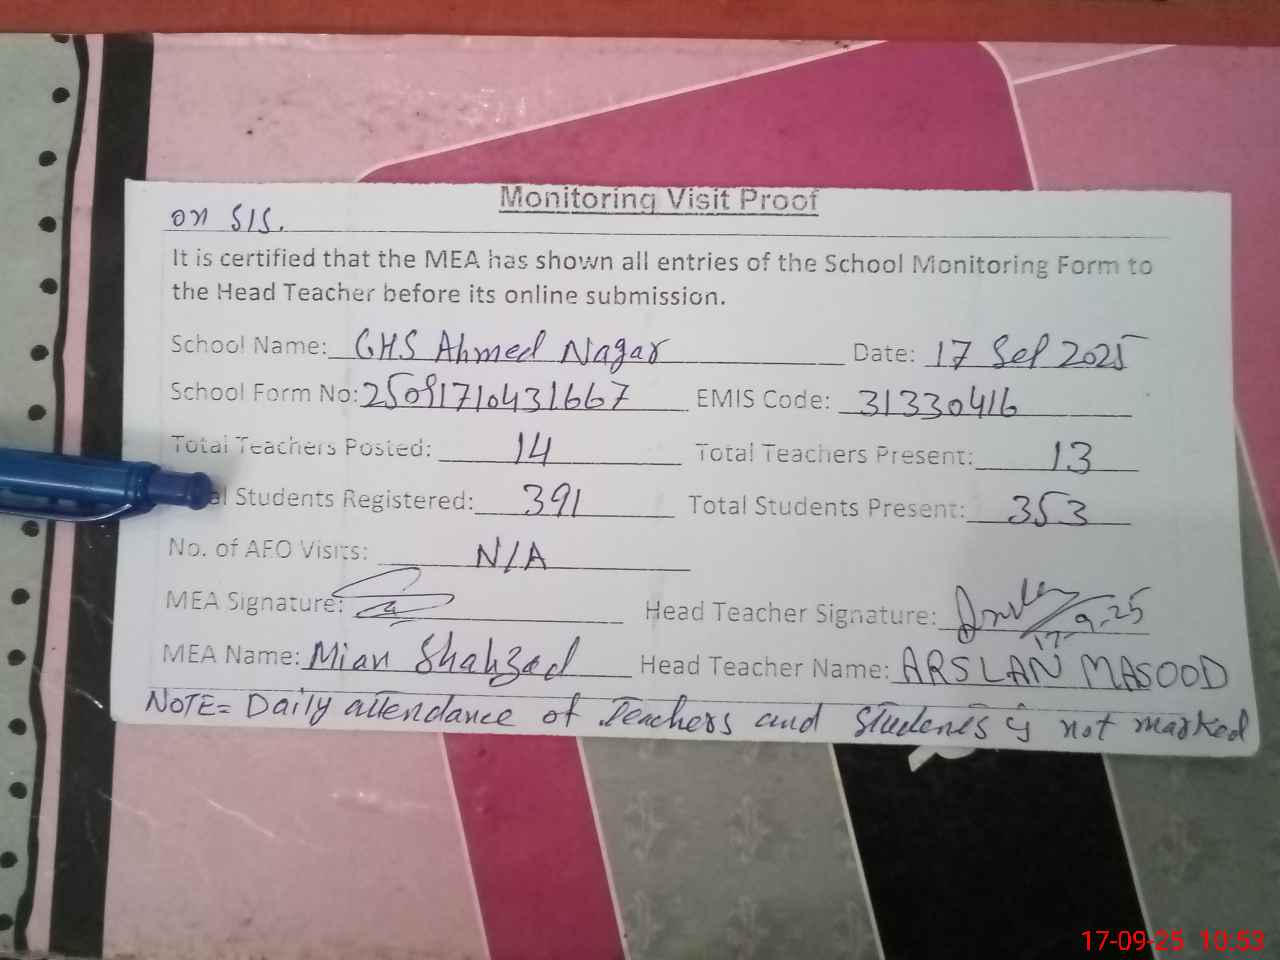 Monitoring Visit Proof
on SIS.
It is certified that the MEA has shown all entries of the School Monitoring Form to
the Head Teacher before its online submission.
School Name: GHS Ahmed Nagar Date: 17 Sep 2025
School Form No: 25091710431667 EMIS Code: 31330416
Total Teachers Posted: 14 Total Teachers Present: 13
al Students Registered: 391 Total Students Present: 353
No. of AEO Visits: N/A
MEA Signature: Head Teacher Signature: 17-9-25
MEA Name: Mian Shahzad Head Teacher Name: ARSLAN MASOOD
NOTE= Daily attendance of Teachers and Students is not marked
17-09-25 10:53